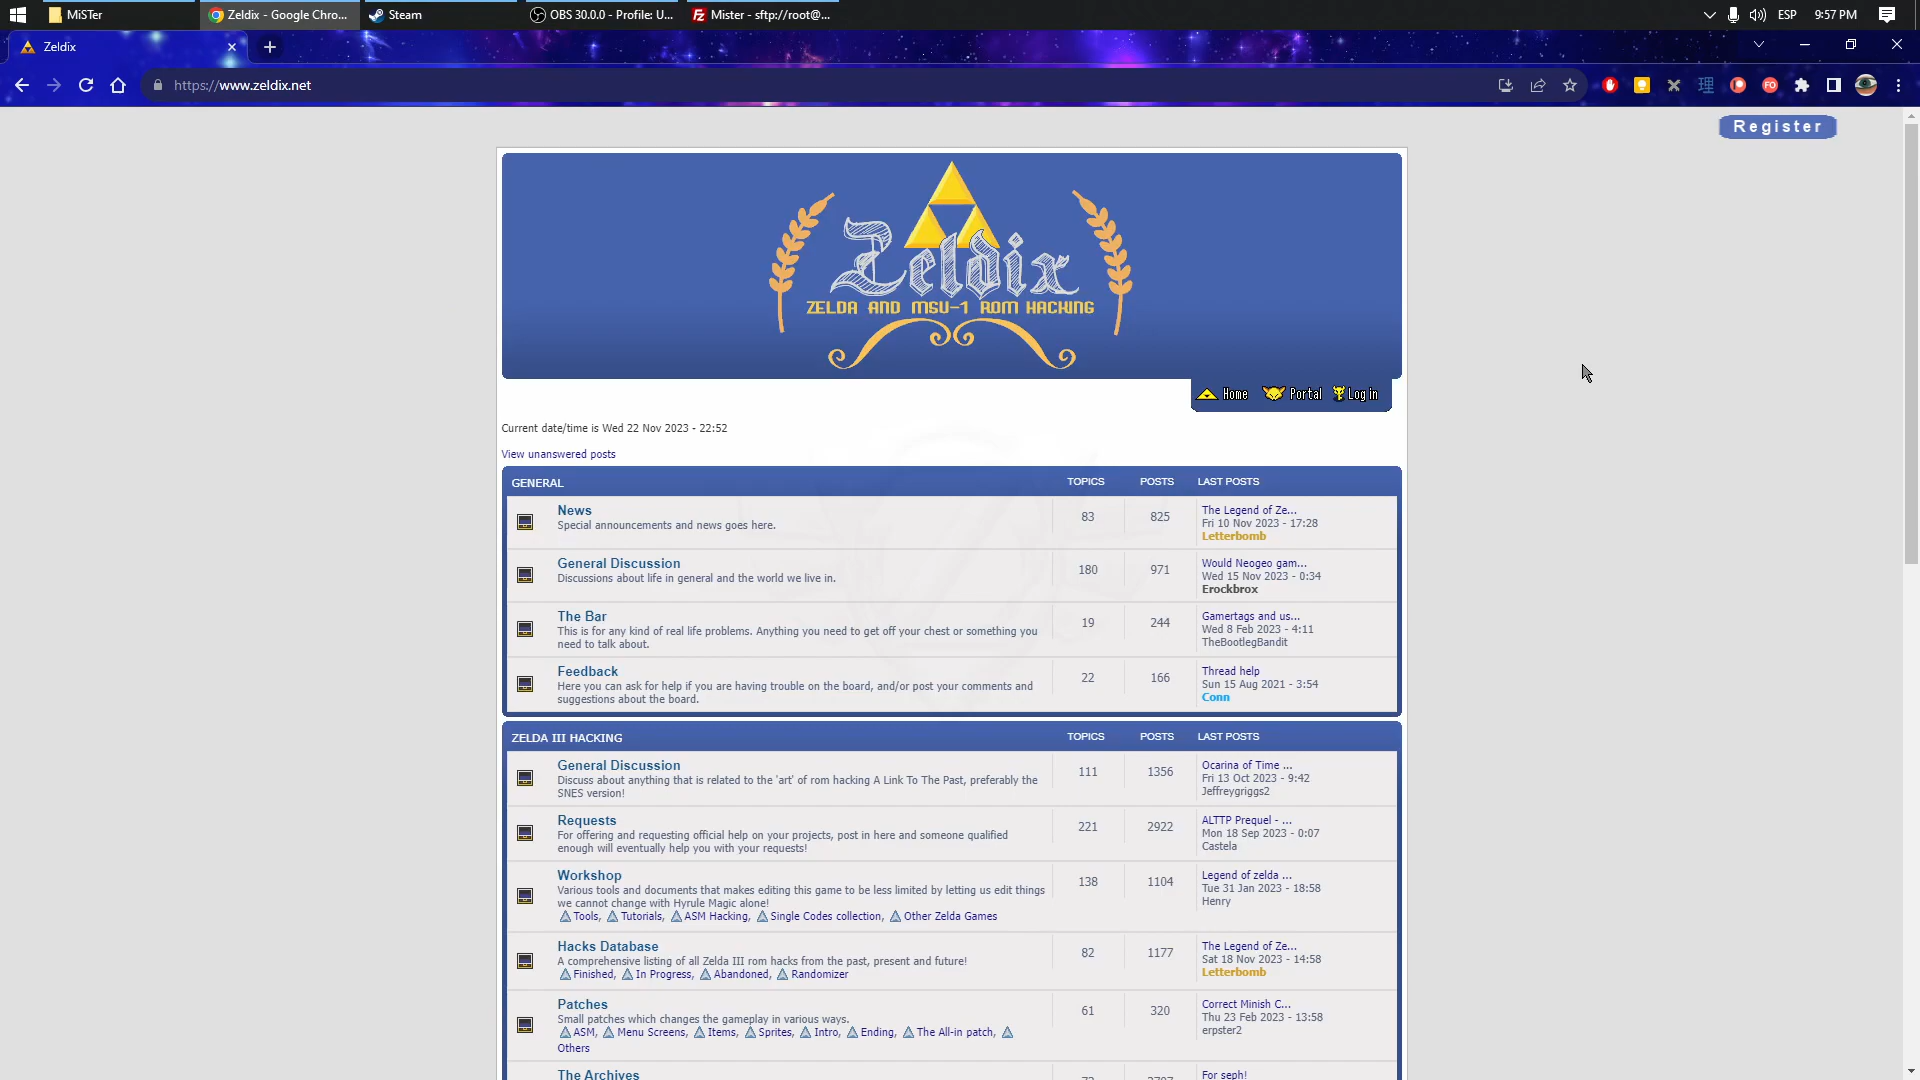 MiSTer
Zeldix - Google Chro...
Steam
OBS 30.0.0 - Profile: U...
Mister - sftp://root@...
ESP
9:57 PM
Zeldix
https://www.zeldix.net
Register
Zeldix
ZELDA AND MSU-1 ROM HACKING
Home
Portal
Log in
Current date/time is Wed 22 Nov 2023 - 22:52
View unanswered posts
GENERAL TOPICS POSTS LAST POSTS
News
Special announcements and news goes here.
83
825
The Legend of Ze...
Fri 10 Nov 2023 - 17:28
Letterbomb
General Discussion
Discussions about life in general and the world we live in.
180
971
Would Neogeo gam...
Wed 15 Nov 2023 - 0:34
Erockbrox
The Bar
This is for any kind of real life problems. Anything you need to get off your chest or something you
need to talk about.
19
244
Gamertags and us...
Wed 8 Feb 2023 - 4:11
TheBootlegBandit
Feedback
Here you can ask for help if you are having trouble on the board, and/or post your comments and
suggestions about the board.
22
166
Thread help
Sun 15 Aug 2021 - 3:54
Conn
ZELDA III HACKING TOPICS POSTS LAST POSTS
General Discussion
Discuss about anything that is related to the 'art' of rom hacking A Link To The Past, preferably the
SNES version!
111
1356
Ocarina of Time ...
Fri 13 Oct 2023 - 9:42
Jeffreygriggs2
Requests
For offering and requesting official help on your projects, post in here and someone qualified
enough will eventually help you with your requests!
221
2922
ALTTP Prequel - ...
Mon 18 Sep 2023 - 0:07
Castela
Workshop
Various tools and documents that makes editing this game to be less limited by letting us edit things
we cannot change with Hyrule Magic alone!
Tools, Tutorials, ASM Hacking, Single Codes collection, Other Zelda Games
138
1104
Legend of zelda ...
Tue 31 Jan 2023 - 18:58
Henry
Hacks Database
A comprehensive listing of all Zelda III rom hacks from the past, present and future!
Finished, In Progress, Abandoned, Randomizer
82
1177
The Legend of Ze...
Sat 18 Nov 2023 - 14:58
Letterbomb
Patches
Small patches which changes the gameplay in various ways.
ASM, Menu Screens, Items, Sprites, Intro, Ending, The All-in patch,
Others
61
320
Correct Minish C...
Thu 23 Feb 2023 - 13:58
erpster2
The Archives
For seph!